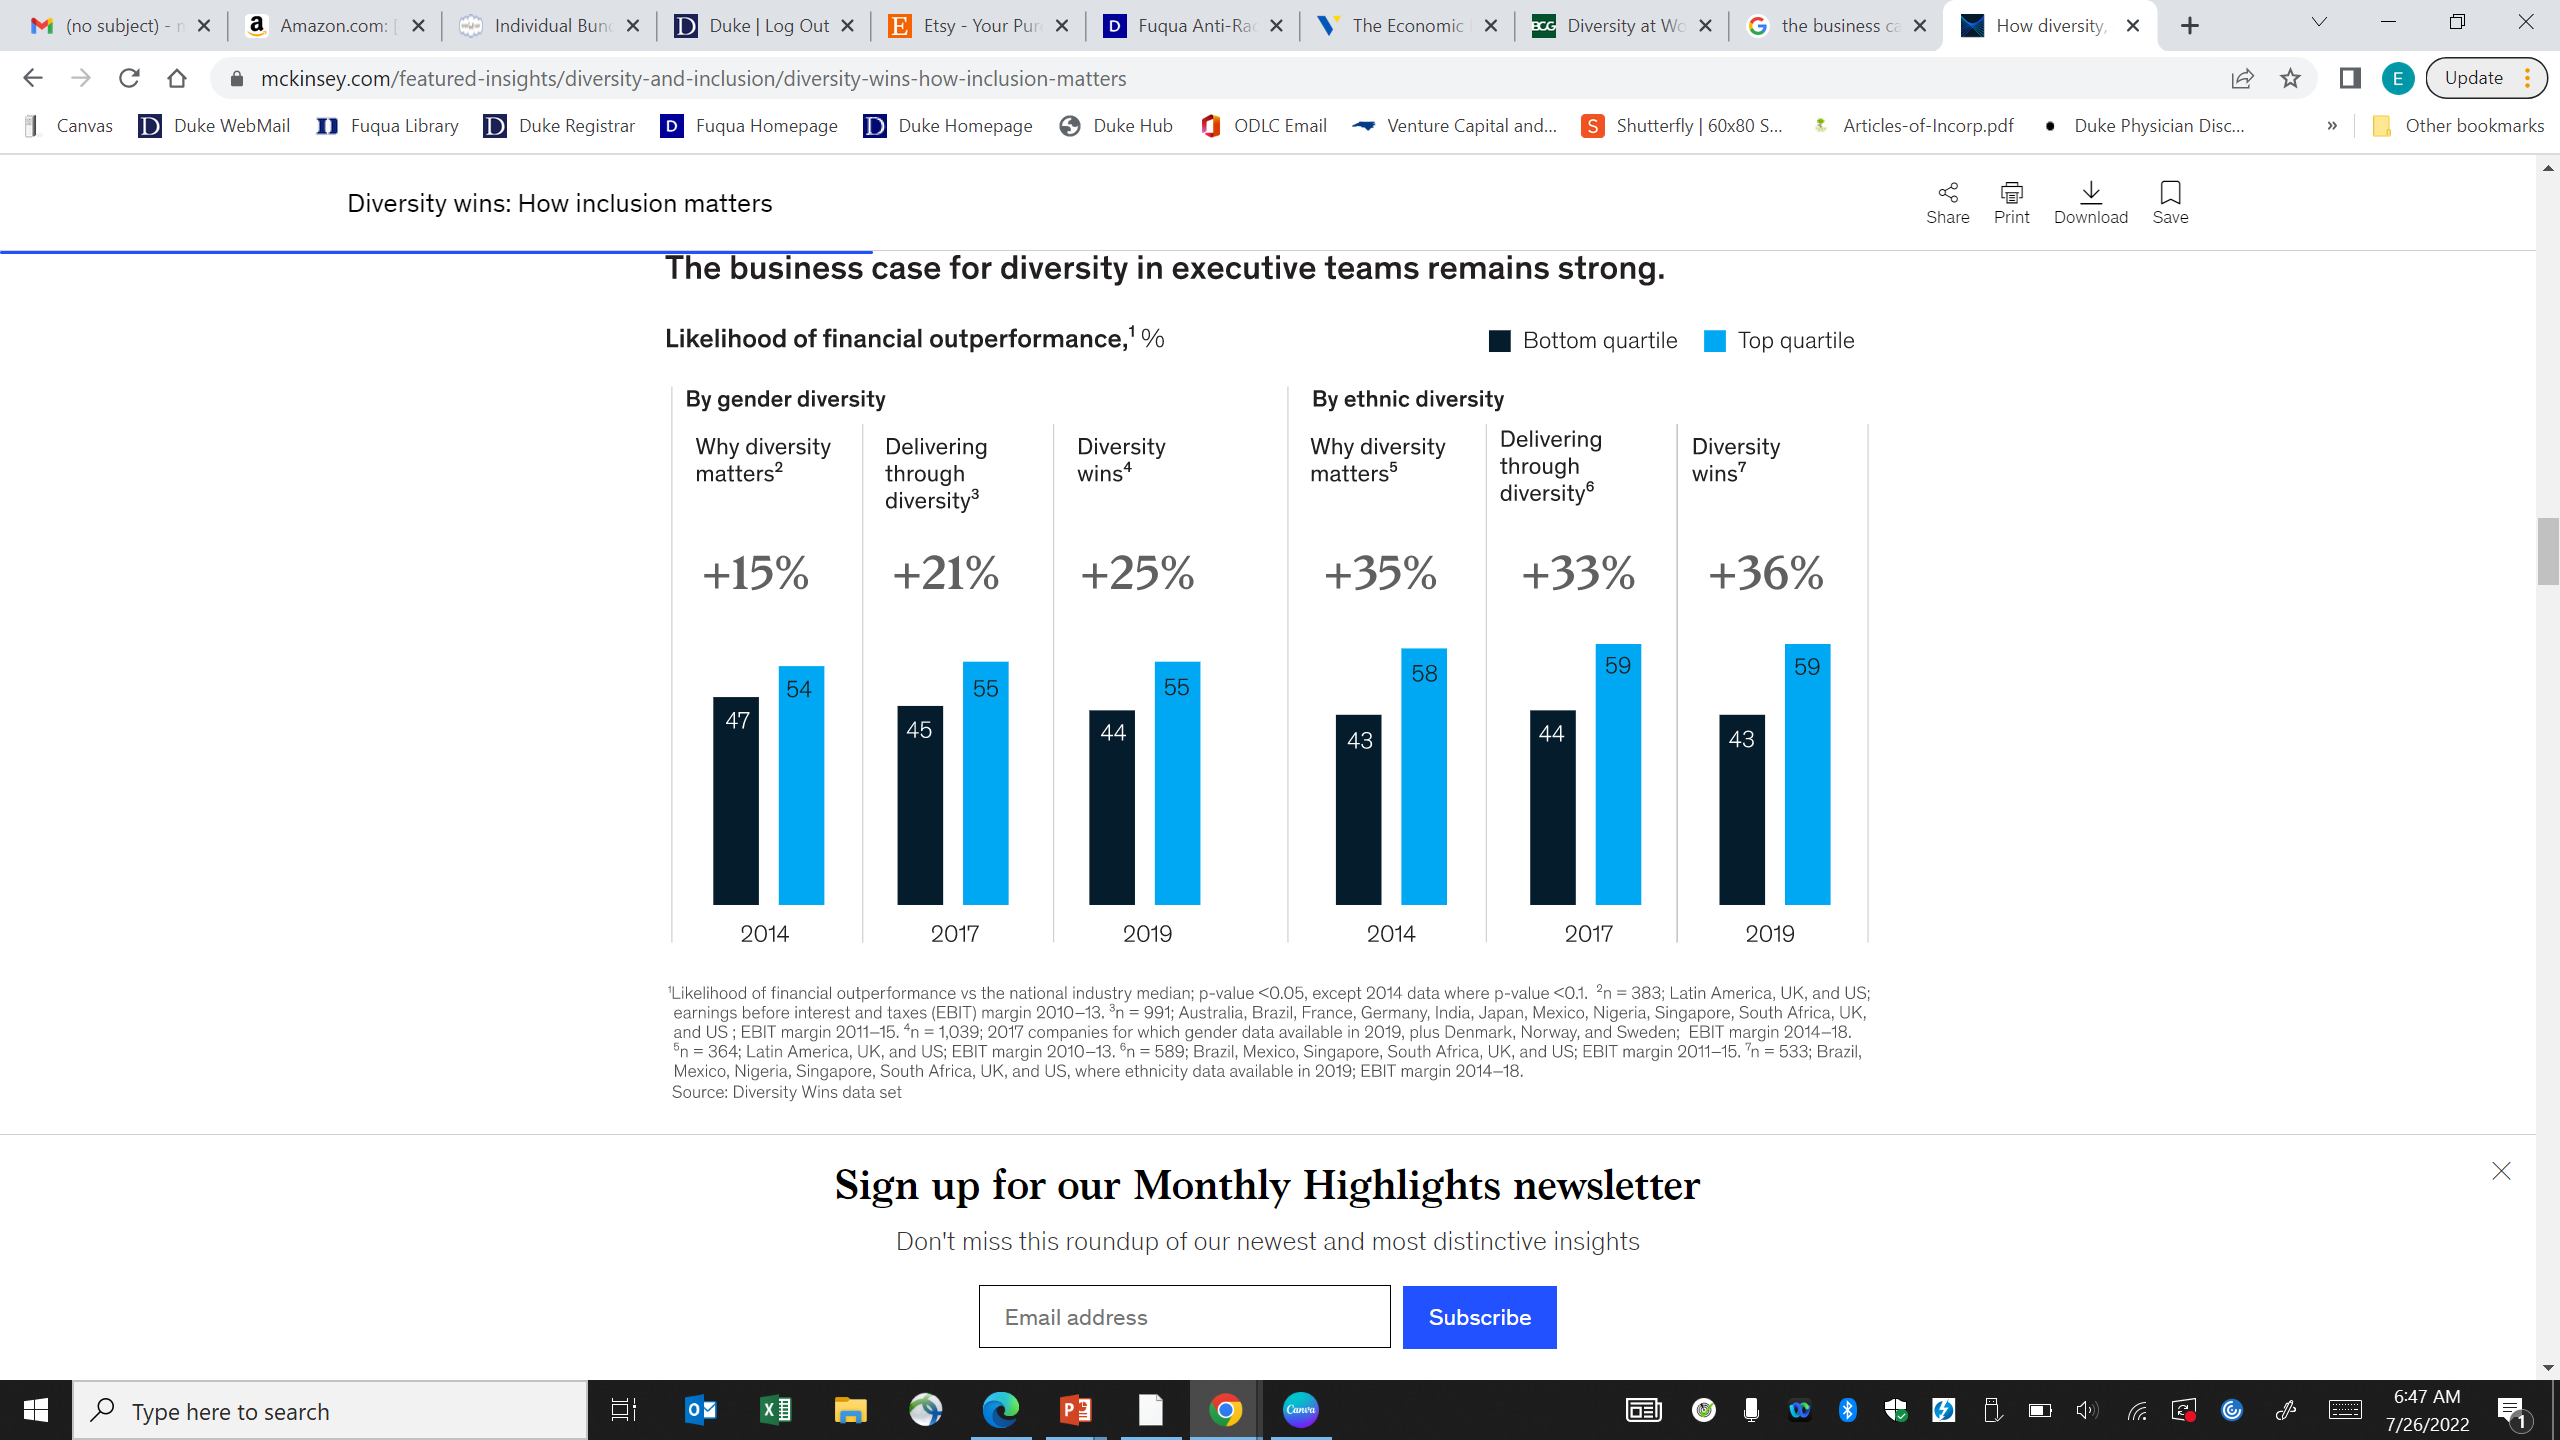 (no subject) - n
Amazon.com: [
Individual Bunc
Duke | Log Out
Etsy - Your Pur
Fuqua Anti-Rac
The Economic
Diversity at Wo
the business ca
How diversity,
mckinsey.com/featured-insights/diversity-and-inclusion/diversity-wins-how-inclusion-matters
E
Update
Canvas
Duke WebMail
Fuqua Library
Duke Registrar
Fuqua Homepage
Duke Homepage
Duke Hub
ODLC Email
Venture Capital and...
Shutterfly | 60x80 S...
Articles-of-Incorp.pdf
Duke Physician Disc...
»
Other bookmarks
Diversity wins: How inclusion matters
Share
Print
Download
Save
The business case for diversity in executive teams remains strong.
Likelihood of financial outperformance,¹ %
Bottom quartile
Top quartile
By gender diversity
Why diversity
matters²
Delivering
through
diversity³
Diversity
wins⁴
+15%
+21%
+25%
47
54
45
55
44
55
2014
2017
2019
By ethnic diversity
Why diversity
matters⁵
Delivering
through
diversity⁶
Diversity
wins⁷
+35%
+33%
+36%
43
58
44
59
43
59
2014
2017
2019
¹Likelihood of financial outperformance vs the national industry median; p-value <0.05, except 2014 data where p-value <0.1. ²n = 383; Latin America, UK, and US;
earnings before interest and taxes (EBIT) margin 2010–13. ³n = 991; Australia, Brazil, France, Germany, India, Japan, Mexico, Nigeria, Singapore, South Africa, UK,
and US ; EBIT margin 2011–15. ⁴n = 1,039; 2017 companies for which gender data available in 2019, plus Denmark, Norway, and Sweden; EBIT margin 2014–18.
⁵n = 364; Latin America, UK, and US; EBIT margin 2010–13. ⁶n = 589; Brazil, Mexico, Singapore, South Africa, UK, and US; EBIT margin 2011–15. ⁷n = 533; Brazil,
Mexico, Nigeria, Singapore, South Africa, UK, and US, where ethnicity data available in 2019; EBIT margin 2014–18.
Source: Diversity Wins data set
Sign up for our Monthly Highlights newsletter
Don't miss this roundup of our newest and most distinctive insights
Email address
Subscribe
Type here to search
Canva
6:47 AM
7/26/2022
1